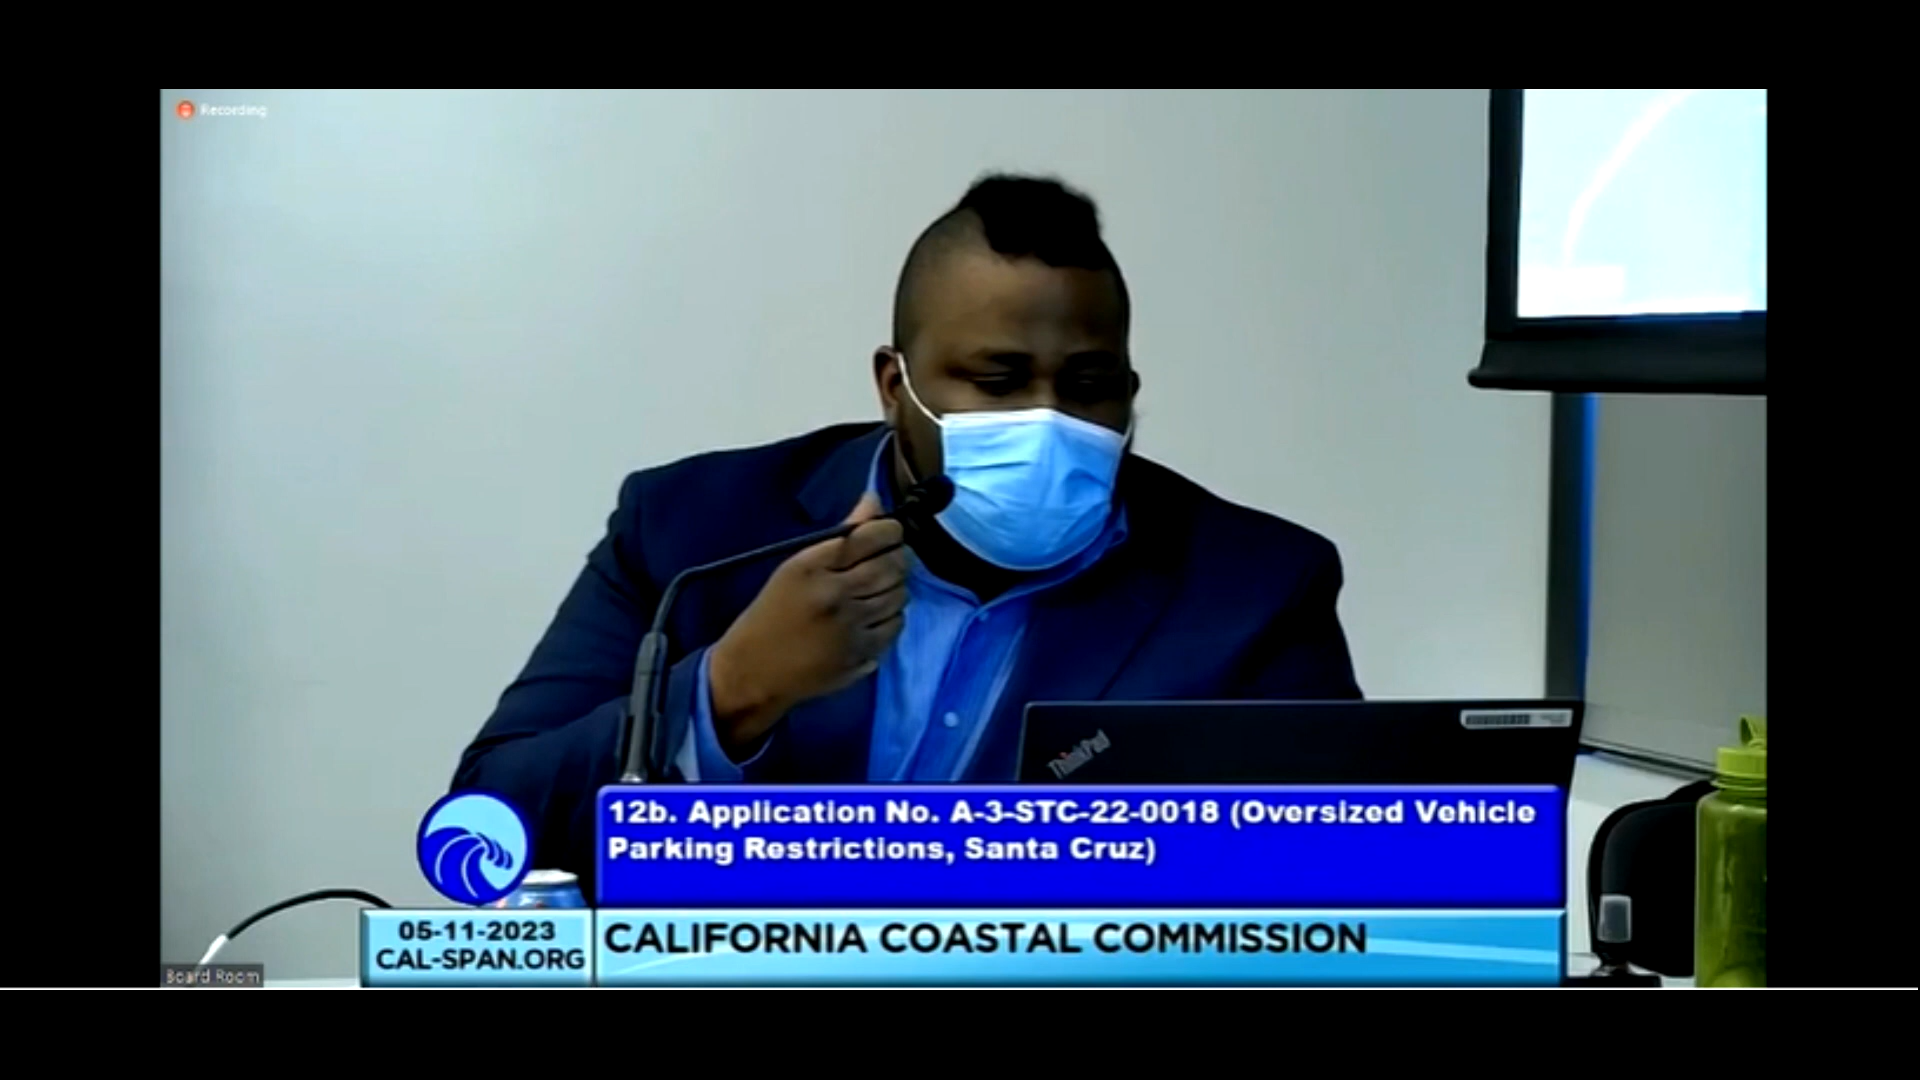 Recording
ThinkPad
12b. Application No. A-3-STC-22-0018 (Oversized Vehicle
Parking Restrictions, Santa Cruz)
05-11-2023
CALIFORNIA COASTAL COMMISSION
CAL-SPAN.ORG
Board Room